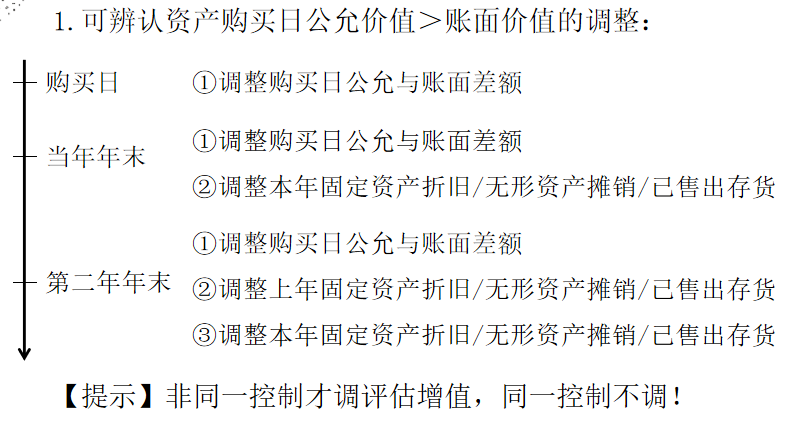 1. 可辨认资产购买日公允价值＞账面价值的调整：
购买日
①调整购买日公允与账面差额
当年年末
①调整购买日公允与账面差额
②调整本年固定资产折旧/无形资产摊销/已售出存货
第二年年末
①调整购买日公允与账面差额
②调整上年固定资产折旧/无形资产摊销/已售出存货
③调整本年固定资产折旧/无形资产摊销/已售出存货
【提示】非同一控制才调评估增值，同一控制不调！